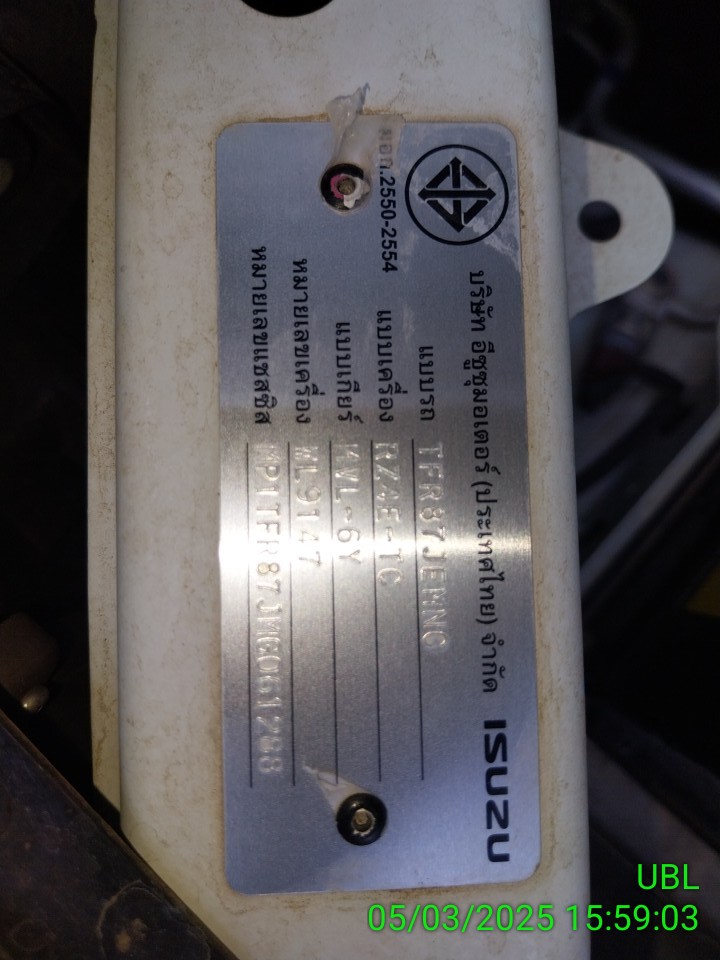 มอก.2550-2554
บริษัท อีซูซุมอเตอร์ (ประเทศไทย) จำกัด ISUZU
แบบรถ TFR87JEMNC
แบบเครื่อง RZ4E-TC
แบบเกียร์ MVL-6Y
หมายเลขเครื่อง WL9147
หมายเลขแชสซิส MP1TFR87JMG061288
UBL
05/03/2025 15:59:03